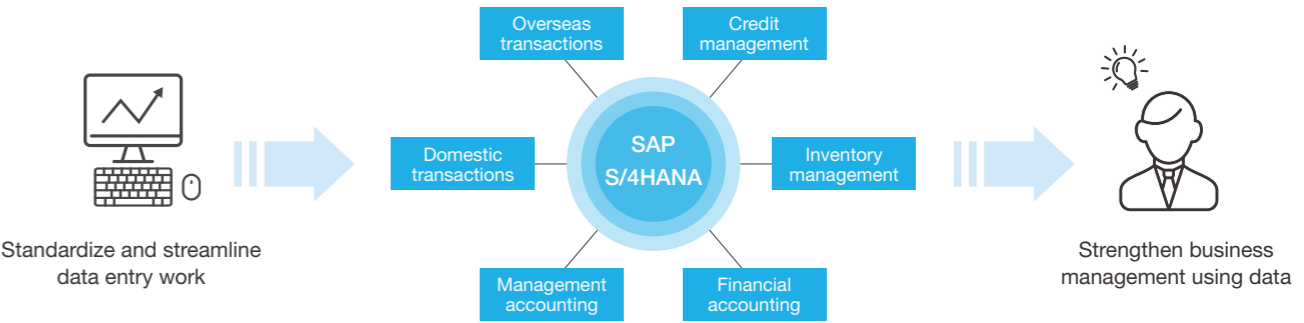 Overseas
transactions
Credit
management
SAP
S/4HANA
Domestic
transactions
Inventory
management
Standardize and streamline
data entry work
Strengthen business
management using data
Management
accounting
Financial
accounting